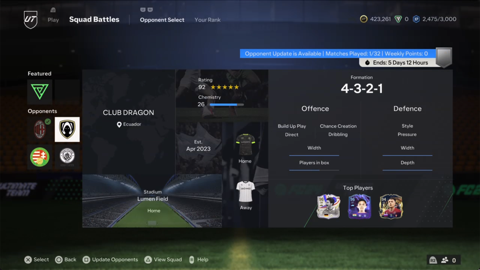 UT
Play
Squad Battles
Opponent Select
Your Rank
423,261
0
2,475/3,000
Opponent Update is Available | Matches Played: 1/32 | Weekly Points: 0
Ends: 5 Days 12 Hours
Featured
Opponents
CLUB DRAGON
Ecuador
Rating
92
Chemistry
26
Est.
Apr 2023
Home
Away
Stadium
Lumen Field
Home
Formation
4-3-2-1
Offence
Defence
Build Up Play
Direct
Chance Creation
Dribbling
Width
Players in box
Style
Pressure
Width
Depth
Top Players
Select
Back
Update Opponents
View Squad
Help
0